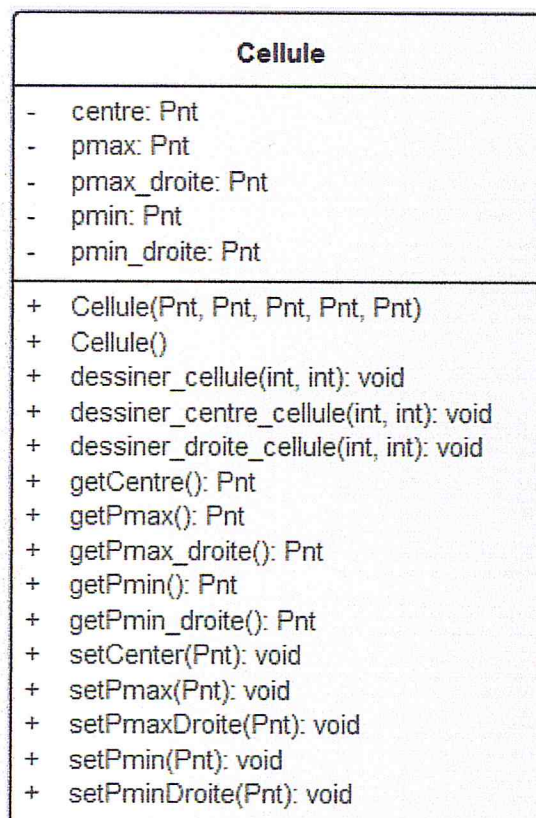 Cellule
- centre: Pnt
- pmax: Pnt
- pmax_droite: Pnt
- pmin: Pnt
- pmin_droite: Pnt
+ Cellule(Pnt, Pnt, Pnt, Pnt, Pnt)
+ Cellule()
+ dessiner_cellule(int, int): void
+ dessiner_centre_cellule(int, int): void
+ dessiner_droite_cellule(int, int): void
+ getCentre(): Pnt
+ getPmax(): Pnt
+ getPmax_droite(): Pnt
+ getPmin(): Pnt
+ getPmin_droite(): Pnt
+ setCenter(Pnt): void
+ setPmax(Pnt): void
+ setPmaxDroite(Pnt): void
+ setPmin(Pnt): void
+ setPminDroite(Pnt): void